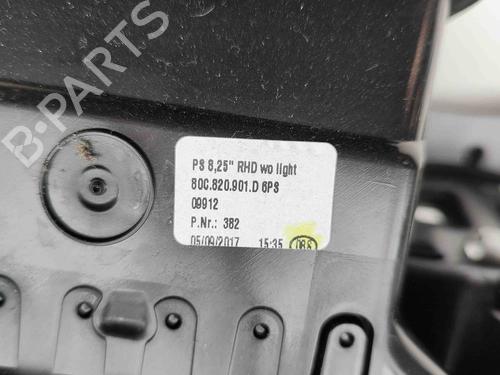 B-PARTS
PS 8,25" RHD wo light
80C.820.901.D 6PS
09912
P.Nr.: 382
05/09/2017 15:35